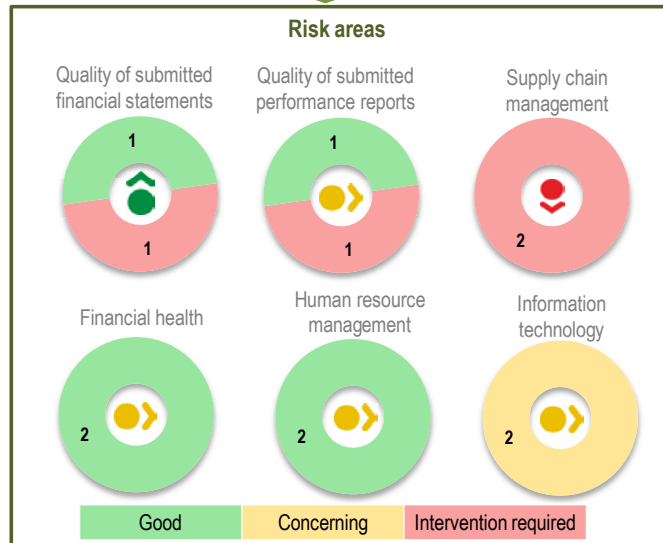 Risk areas
Quality of submitted
financial statements
Quality of submitted
performance reports
Supply chain
management
1
1
1
1
2
Financial health
Human resource
management
Information
technology
2
2
2
Good
Concerning
Intervention required